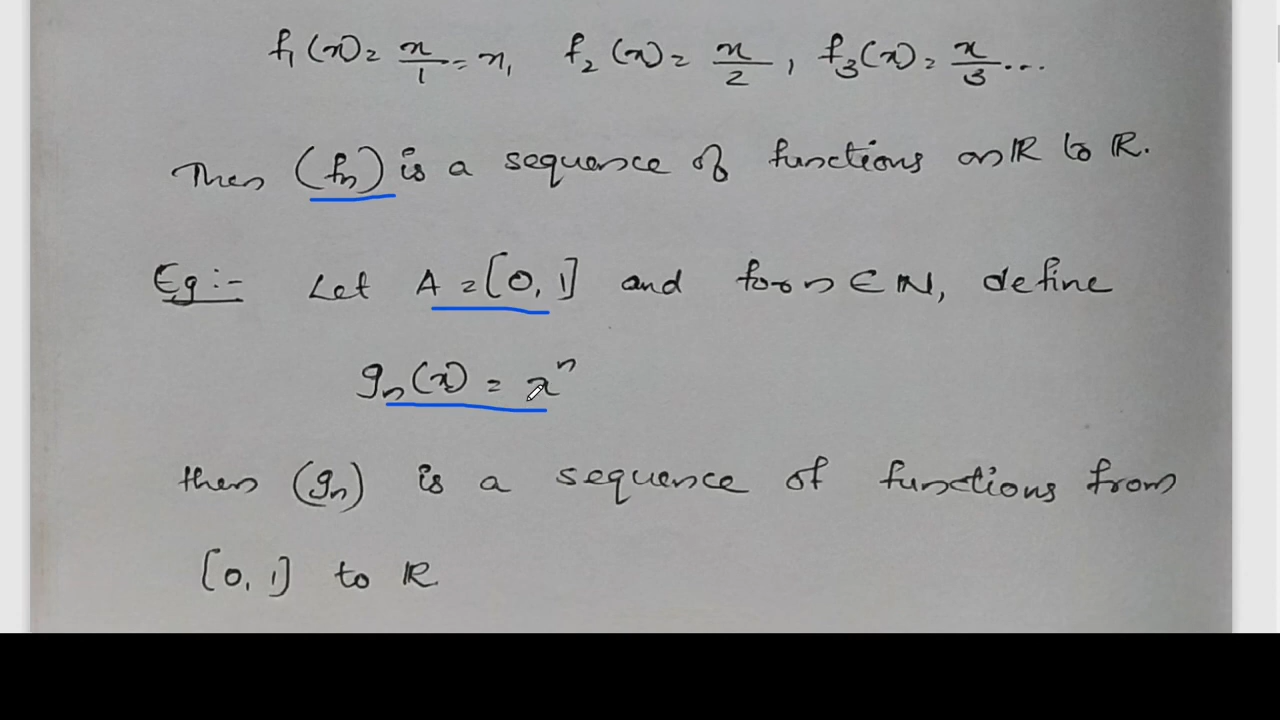 f₁(x) = x/1 = x, f₂(x) = x/2, f₃(x) = x/3 ...
Then (fₙ) is a sequence of functions on ℝ to ℝ.
Eg:- Let A = [0, 1] and for n ∈ ℕ, define
gₙ(x) = xⁿ
then (gₙ) is a sequence of functions from
[0, 1] to ℝ